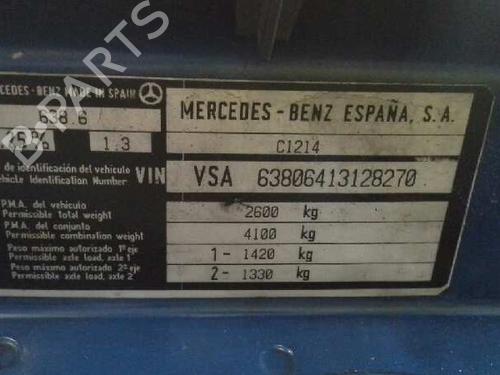 CEDES-BENZ MADE IN SPAIN
638.6
MERCEDES-BENZ ESPAÑA, S.A.
1.3
C1214
de identificación del vehículo
Vehicle Identification Number VIN
VSA 63806413128270
P.M.A. del vehículo
Permissible total weight
2600 kg
P.M.A. del conjunto
Permissible combination weight
4100 kg
Peso máximo autorizado 1ª eje
Permissible axle load, axle 1
1- 1420 kg
Peso máximo autorizado 2ª eje
Permissible axle load, axle 2
2- 1330 kg
B-PARTS